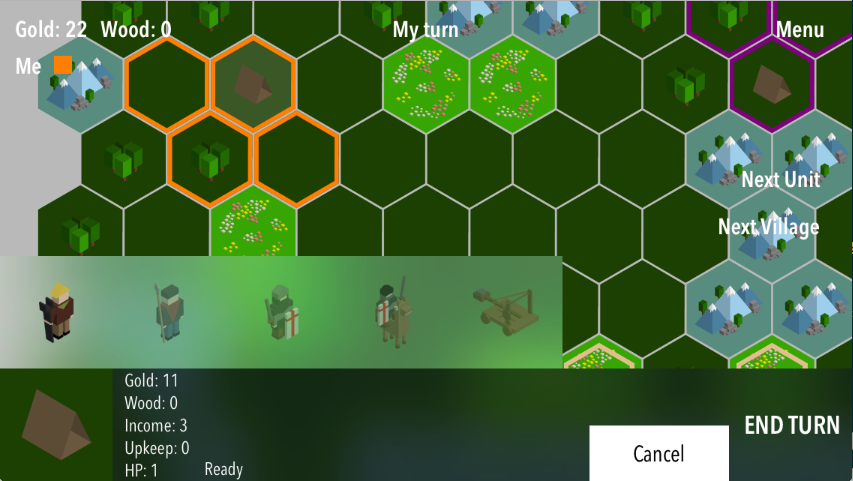 Gold: 22 Wood: 0
My turn
Menu
Me
Next Unit
Next Village
Gold: 11
Wood: 0
Income: 3
Upkeep: 0
HP: 1 Ready
Cancel
END TURN